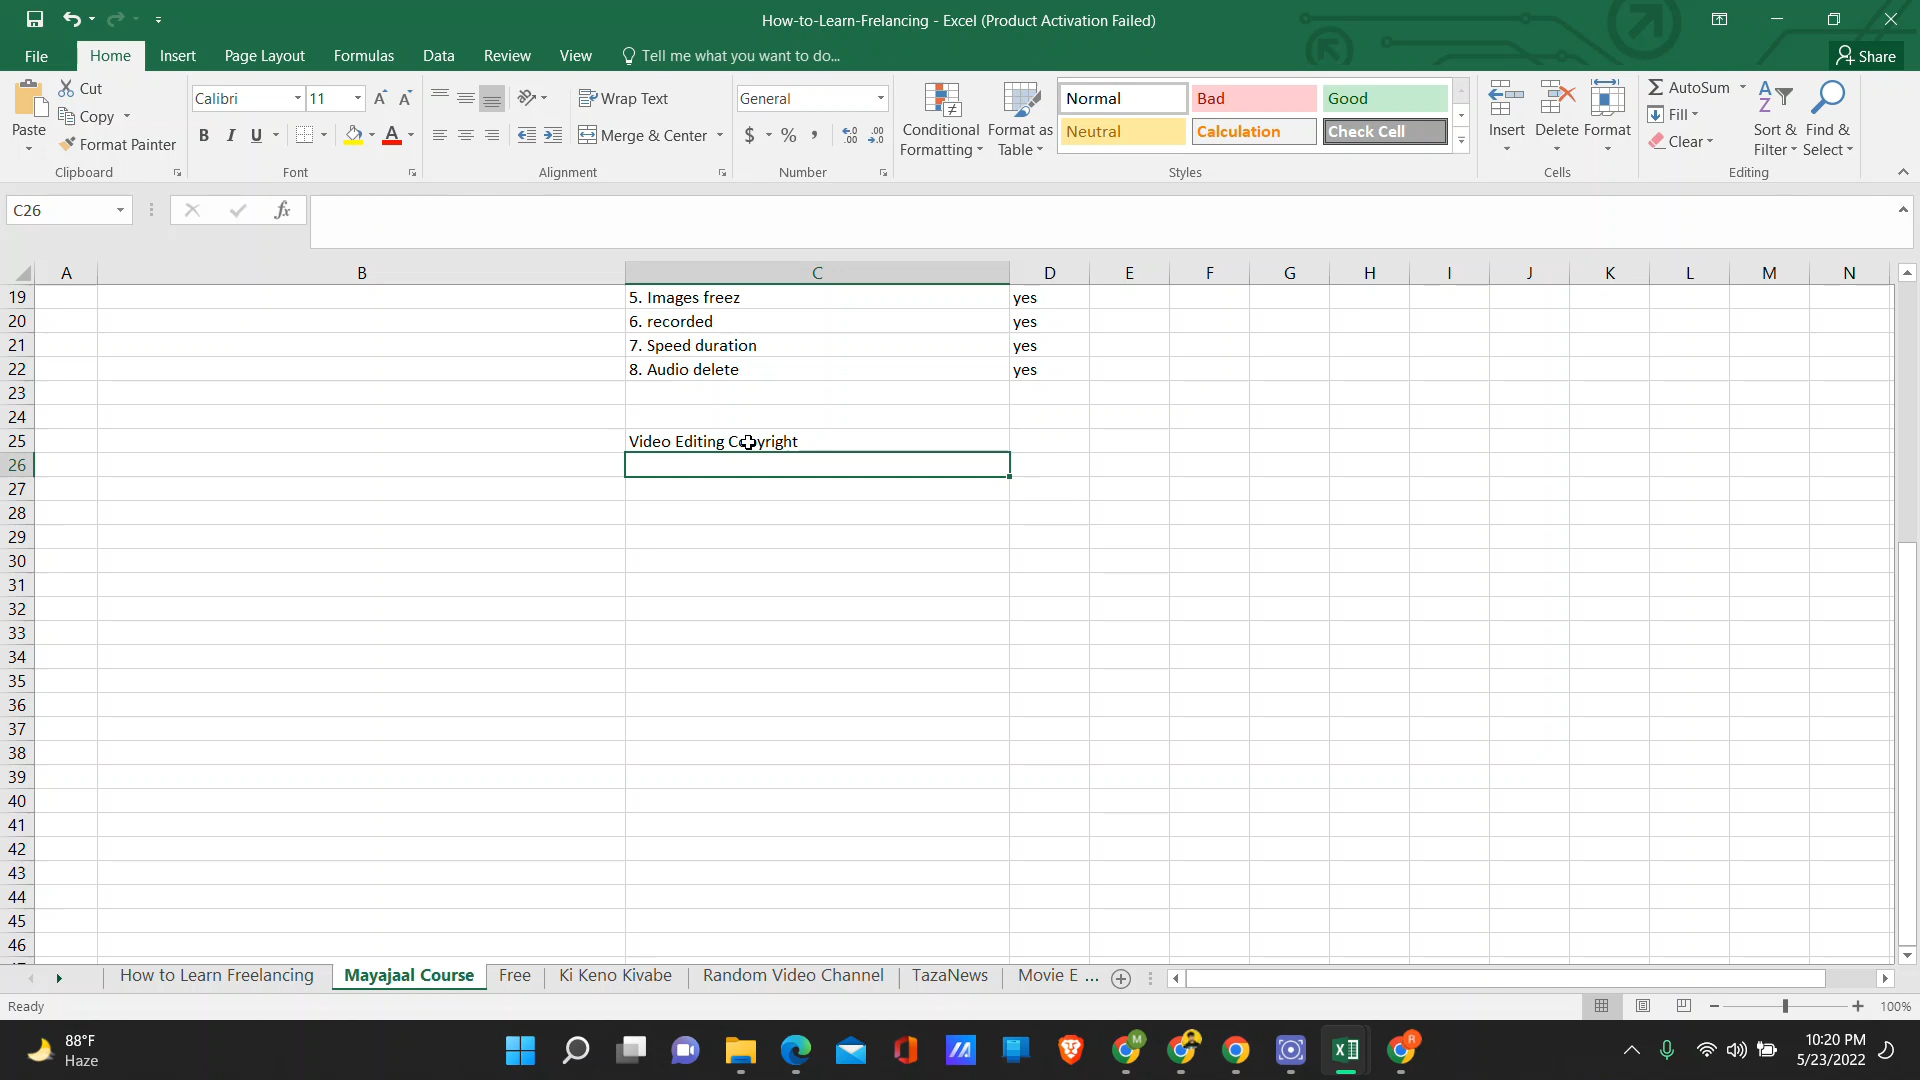 How-to-Learn-Frelancing - Excel (Product Activation Failed)
File Home Insert Page Layout Formulas Data Review View Tell me what you want to do... Share
Paste Cut Copy Format Painter Clipboard
Calibri 11 B I U A Font
Wrap Text Merge & Center Alignment
General $ % , Number
Conditional Formatting Format as Table
Normal Bad Good
Neutral Calculation Check Cell
Styles
Insert Delete Format Cells
AutoSum Fill Clear Sort & Filter Find & Select Editing
C26 fx
A B C D E F G H I J K L M N
19 5. Images freez yes
20 6. recorded yes
21 7. Speed duration yes
22 8. Audio delete yes
23
24
25 Video Editing Copyright
26
27
28
29
30
31
32
33
34
35
36
37
38
39
40
41
42
43
44
45
46
How to Learn Freelancing Mayajaal Course Free Ki Keno Kivabe Random Video Channel TazaNews Movie E ...
Ready 100%
88°F
Haze
10:20 PM
5/23/2022